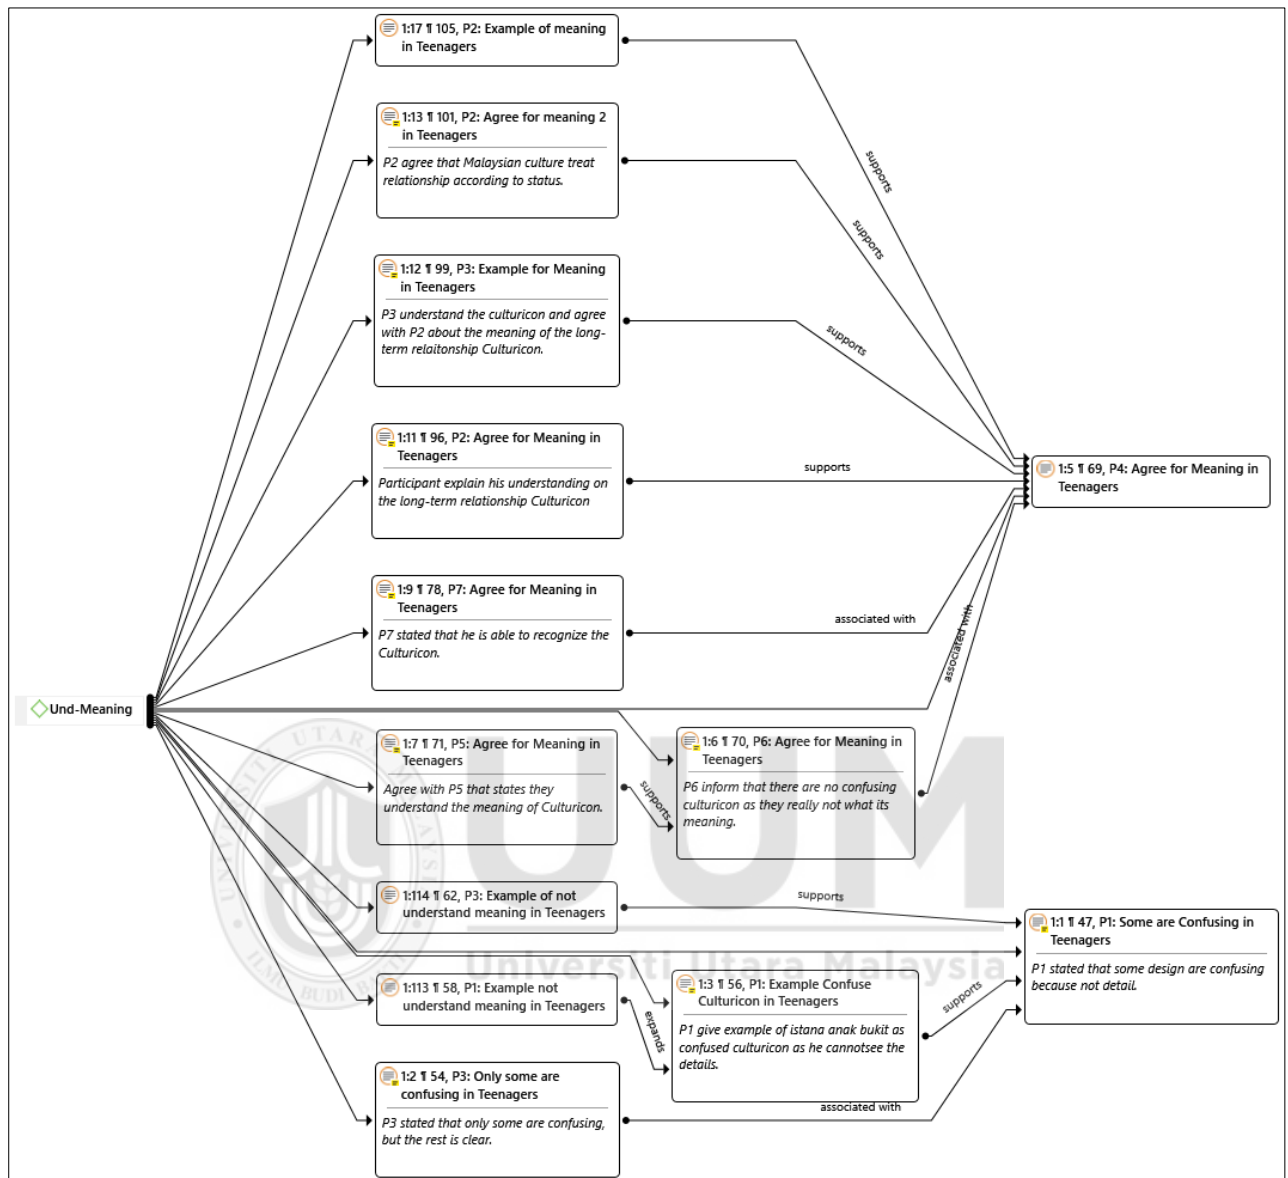 1:17 ¶ 105, P2: Example of meaning
in Teenagers
1:13 ¶ 101, P2: Agree for meaning 2
in Teenagers
P2 agree that Malaysian culture treat
relationship according to status.
supports
supports
1:12 ¶ 99, P3: Example for Meaning
in Teenagers
P3 understand the culturicon and agree
with P2 about the meaning of the long-
term relaitonship Culturicon.
supports
1:11 ¶ 96, P2: Agree for Meaning in
Teenagers
Participant explain his understanding on
the long-term relationship Culturicon
supports
1:5 ¶ 69, P4: Agree for Meaning in
Teenagers
1:9 ¶ 78, P7: Agree for Meaning in
Teenagers
P7 stated that he is able to recognize the
Culturicon.
associated with
associated with
Und-Meaning
1:7 ¶ 71, P5: Agree for Meaning in
Teenagers
Agree with P5 that states they
understand the meaning of Culturicon.
supports
1:6 ¶ 70, P6: Agree for Meaning in
Teenagers
P6 inform that there are no confusing
culturicon as they really not what its
meaning.
1:114 ¶ 62, P3: Example of not
understand meaning in Teenagers
supports
1:1 ¶ 47, P1: Some are Confusing in
Teenagers
P1 stated that some design are confusing
because not detail.
1:113 ¶ 58, P1: Example not
understand meaning in Teenagers
expands
1:3 ¶ 56, P1: Example Confuse
Culturicon in Teenagers
P1 give example of istana anak bukit as
confused culturicon as he cannotsee the
details.
supports
1:2 ¶ 54, P3: Only some are
confusing in Teenagers
P3 stated that only some are confusing,
but the rest is clear.
associated with
UUM
Universiti Utara Malaysia
UNIVERSITI UTARA MALAYSIA